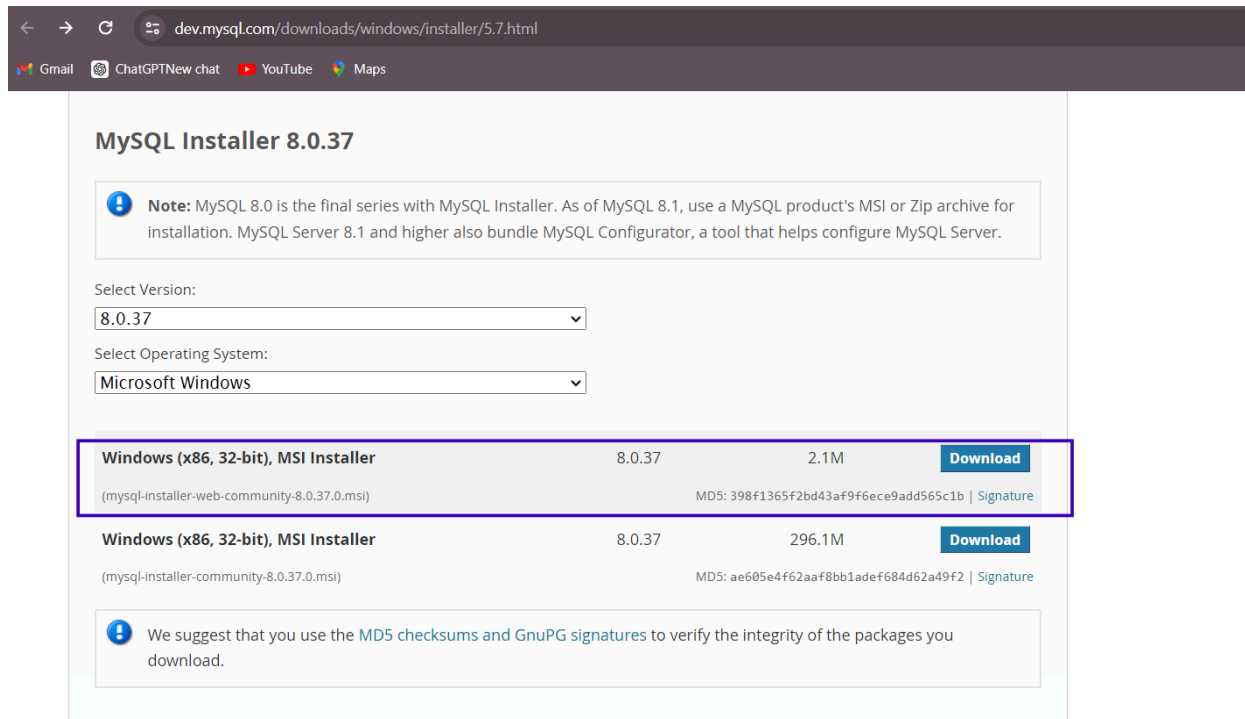 dev.mysql.com/downloads/windows/installer/5.7.html
Gmail ChatGPTNew chat YouTube Maps
MySQL Installer 8.0.37
Note: MySQL 8.0 is the final series with MySQL Installer. As of MySQL 8.1, use a MySQL product's MSI or Zip archive for
installation. MySQL Server 8.1 and higher also bundle MySQL Configurator, a tool that helps configure MySQL Server.
Select Version:
8.0.37
Select Operating System:
Microsoft Windows
Windows (x86, 32-bit), MSI Installer 8.0.37 2.1M Download
(mysql-installer-web-community-8.0.37.0.msi) MD5: 398f1365f2bd43af9f6ece9add565c1b | Signature
Windows (x86, 32-bit), MSI Installer 8.0.37 296.1M Download
(mysql-installer-community-8.0.37.0.msi) MD5: ae605e4f62aaf8bb1adef684d62a49f2 | Signature
We suggest that you use the MD5 checksums and GnuPG signatures to verify the integrity of the packages you
download.